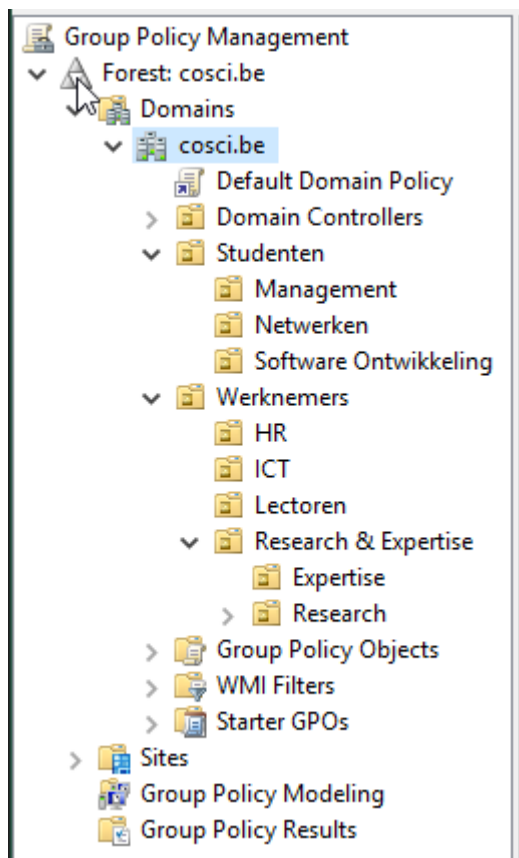 Group Policy Management
Forest: cosci.be
Domains
cosci.be
Default Domain Policy
Domain Controllers
Studenten
Management
Netwerken
Software Ontwikkeling
Werknemers
HR
ICT
Lectoren
Research & Expertise
Expertise
Research
Group Policy Objects
WMI Filters
Starter GPOs
Sites
Group Policy Modeling
Group Policy Results